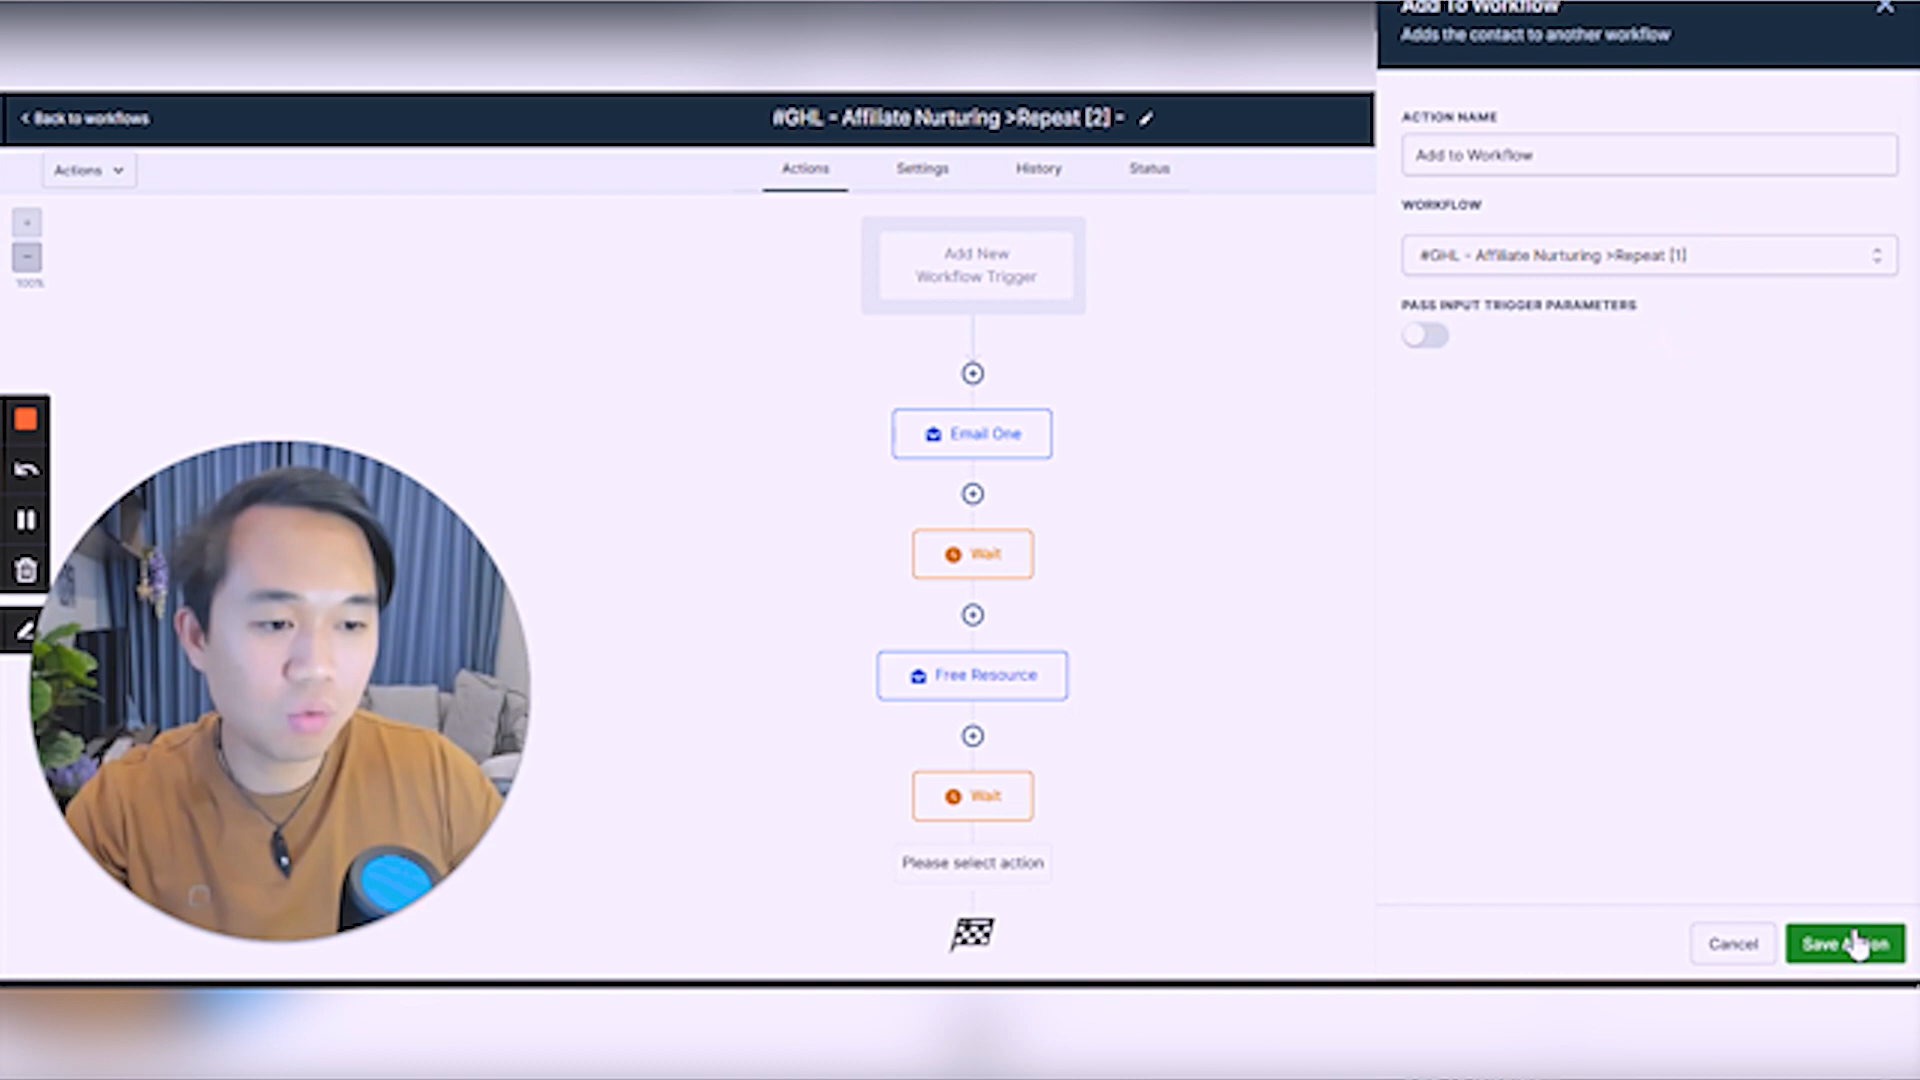 Add To Workflow
Adds the contact to another workflow
< Back to workflows
#GHL - Affiliate Nurturing >Repeat [2] -
Actions
Actions
Settings
History
Status
100%
Add New
Workflow Trigger
Email One
Wait
Free Resource
Wait
Please select action
ACTION NAME
Add to Workflow
WORKFLOW
#GHL - Affiliate Nurturing >Repeat [1]
PASS INPUT TRIGGER PARAMETERS
Cancel
Save